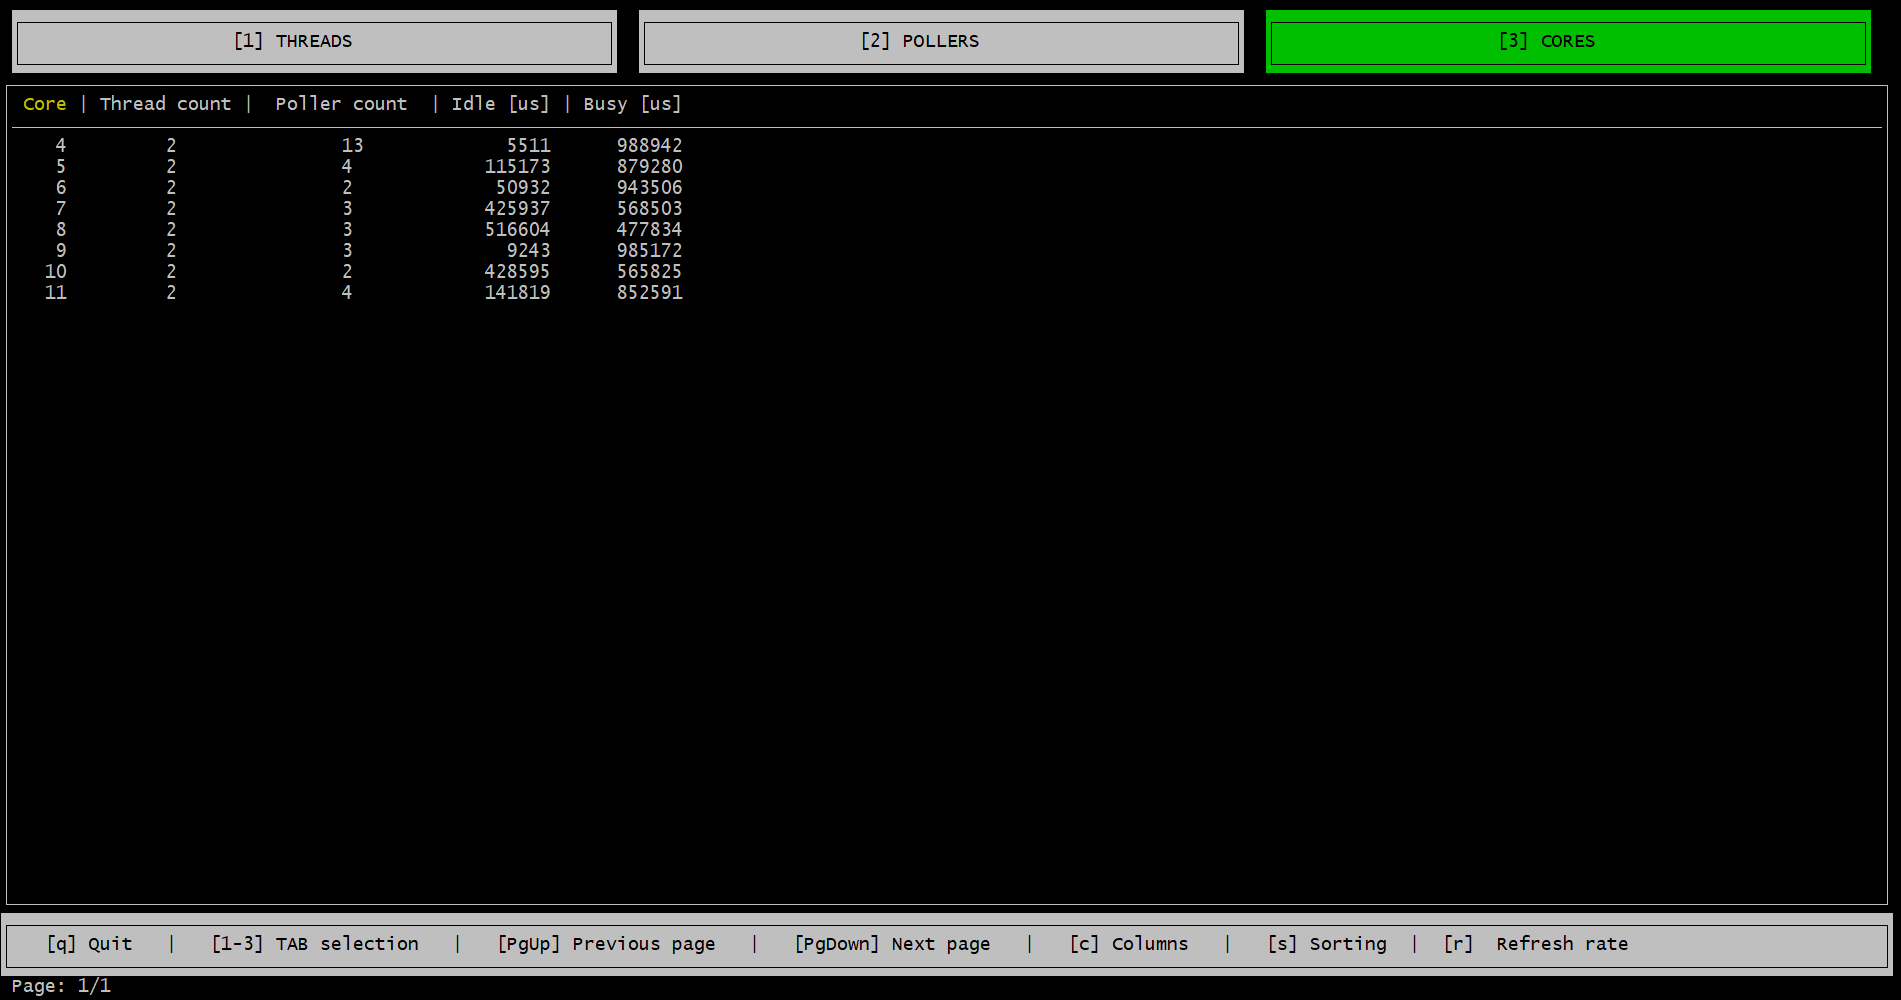 [1] THREADS [2] POLLERS [3] CORES
Core | Thread count | Poller count | Idle [us] | Busy [us]
4 2 13 5511 988942
5 2 4 115173 879280
6 2 2 50932 943506
7 2 3 425937 568503
8 2 3 516604 477834
9 2 3 9243 985172
10 2 2 428595 565825
11 2 4 141819 852591
[q] Quit | [1-3] TAB selection | [PgUp] Previous page | [PgDown] Next page | [c] Columns | [s] Sorting | [r] Refresh rate
Page: 1/1